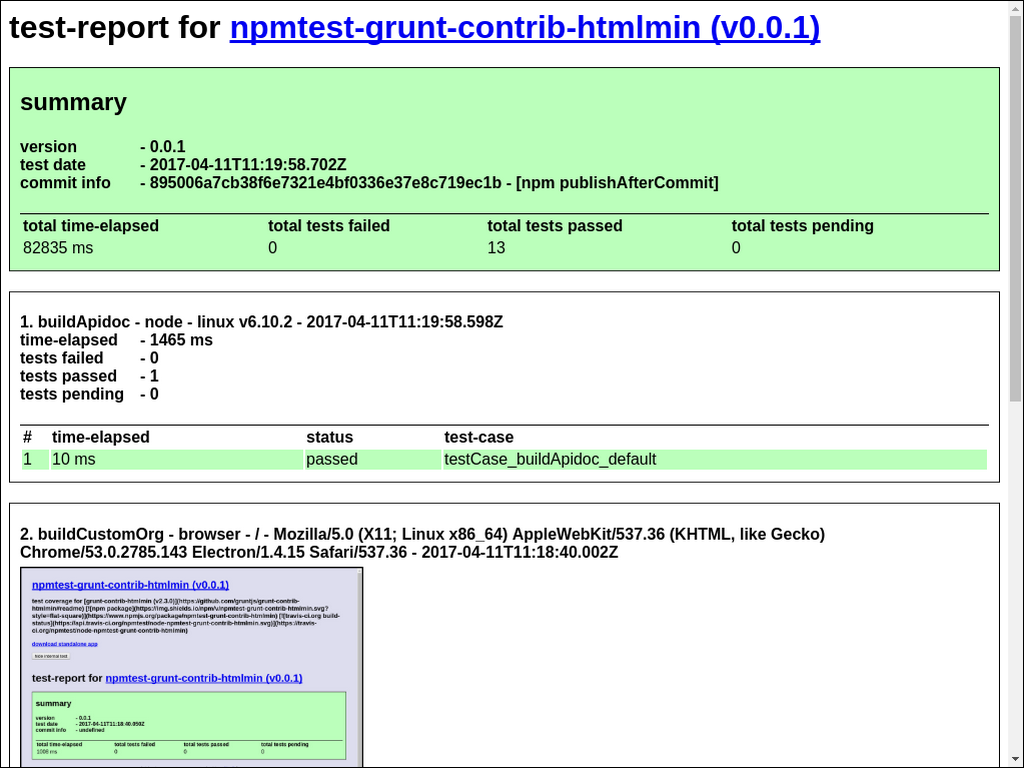 test-report for npmtest-grunt-contrib-htmlmin (v0.0.1)
summary
version - 0.0.1
test date - 2017-04-11T11:19:58.702Z
commit info - 895006a7cb38f6e7321e4bf0336e37e8c719ec1b - [npm publishAfterCommit]
total time-elapsed total tests failed total tests passed total tests pending
82835 ms 0 13 0
1. buildApidoc - node - linux v6.10.2 - 2017-04-11T11:19:58.598Z
time-elapsed - 1465 ms
tests failed - 0
tests passed - 1
tests pending - 0
# time-elapsed status test-case
1 10 ms passed testCase_buildApidoc_default
2. buildCustomOrg - browser - / - Mozilla/5.0 (X11; Linux x86_64) AppleWebKit/537.36 (KHTML, like Gecko)
Chrome/53.0.2785.143 Electron/1.4.15 Safari/537.36 - 2017-04-11T11:18:40.002Z
npmtest-grunt-contrib-htmlmin (v0.0.1)
test coverage for [grunt-contrib-htmlmin (v2.3.0)](https://github.com/gruntjs/grunt-contrib-
htmlmin#readme) [![npm package](https://img.shields.io/npm/v/npmtest-grunt-contrib-htmlmin.svg?
style=flat-square)](https://www.npmjs.org/package/npmtest-grunt-contrib-htmlmin) [![travis-ci.org build-
status](https://api.travis-ci.org/npmtest/node-npmtest-grunt-contrib-htmlmin.svg)](https://travis-
ci.org/npmtest/node-npmtest-grunt-contrib-htmlmin)
download standalone app
hide internal test
test-report for npmtest-grunt-contrib-htmlmin (v0.0.1)
summary
version - 0.0.1
test date - 2017-04-11T11:18:40.859Z
commit info - undefined
total time-elapsed total tests failed total tests passed total tests pending
ms 0 0 0